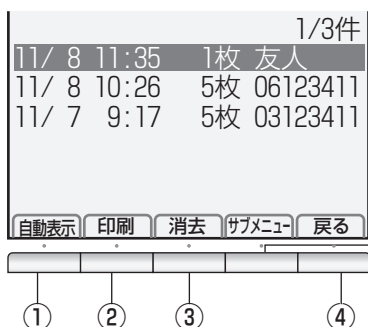 1/3件
11/ 8 11:35 1枚 友人
11/ 8 10:26 5枚 06123411
11/ 7 9:17 5枚 03123411
自動表示 印刷 消去 サブメニュー 戻る
① ② ③ ④